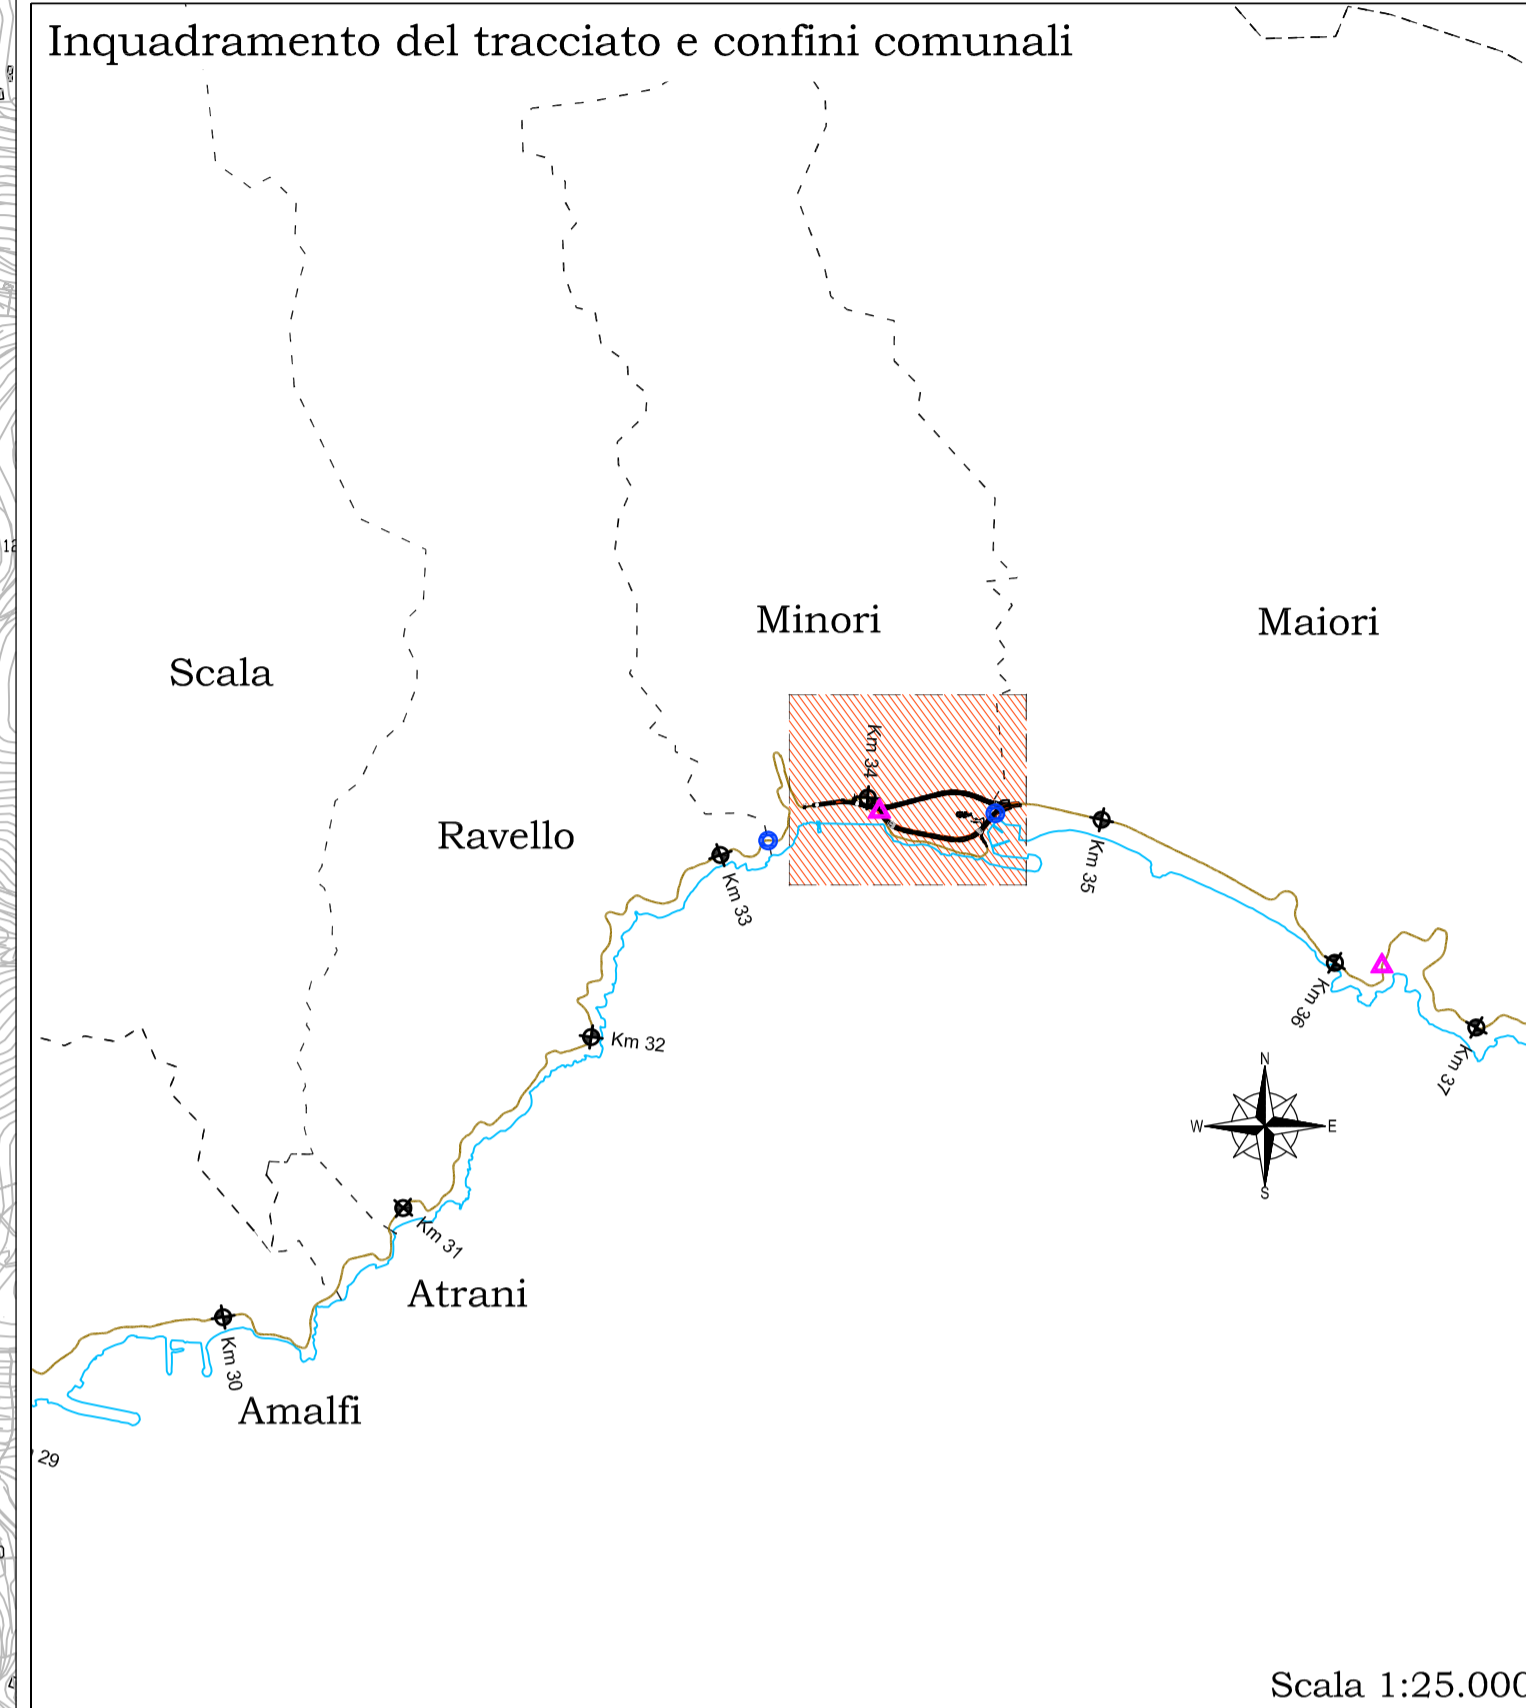 Inquadramento del tracciato e confini comunali
Minori
Maiori
Scala
Km 34
Ravello
Km 33
Km 35
Km 36
Km 32
Km 37
N
W
E
S
Km 31
Atrani
Km 30
Amalfi
29
Scala 1:25.000